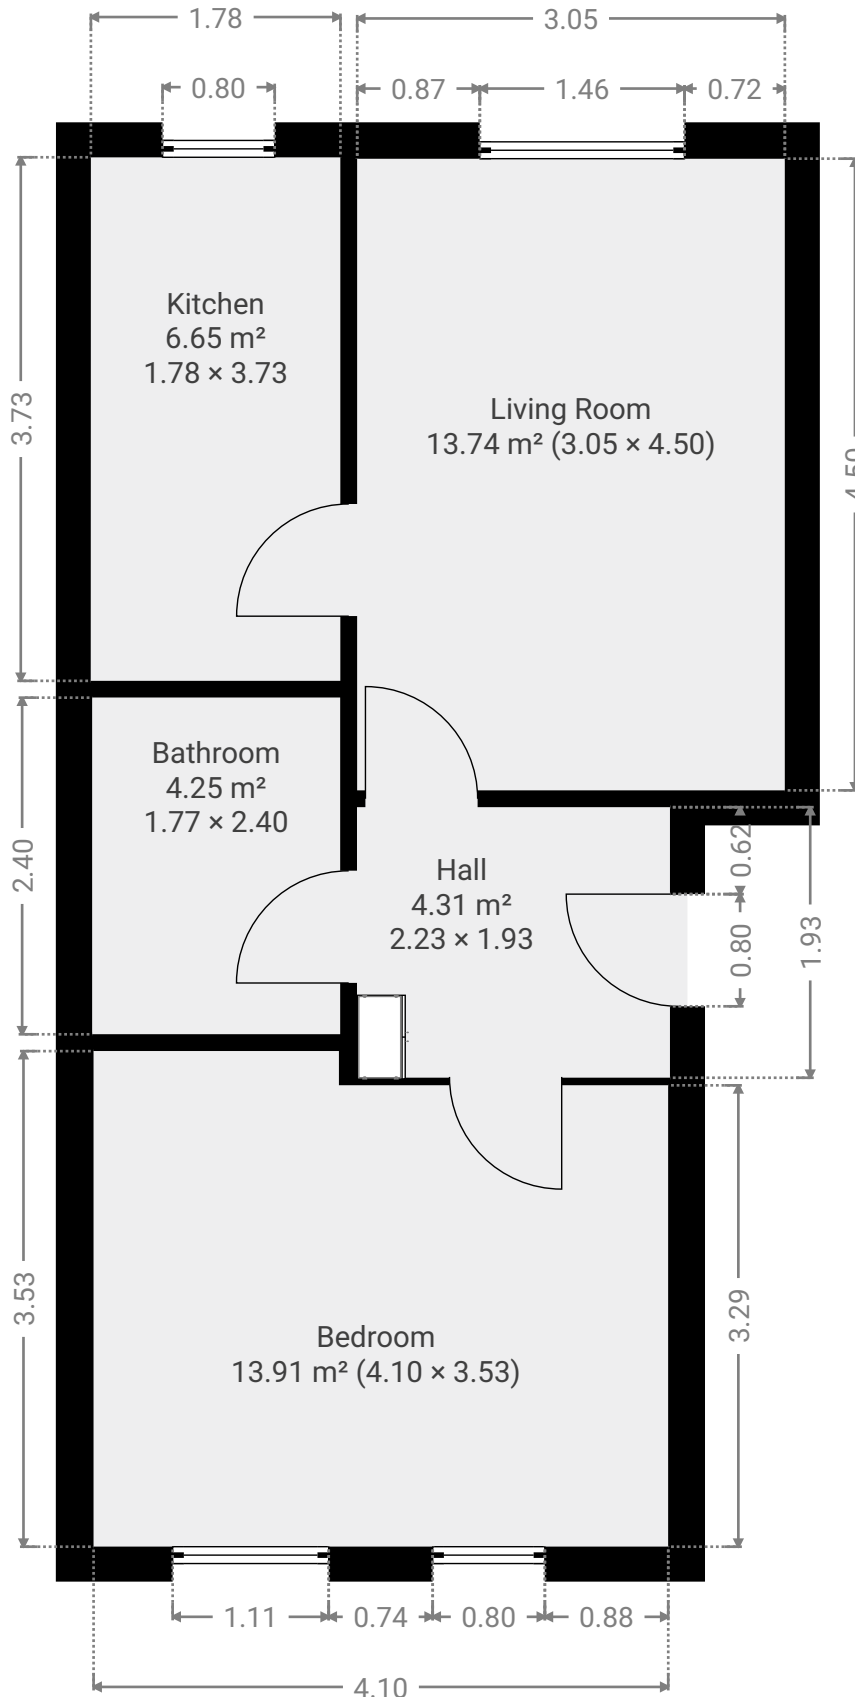 1.78
3.05
0.80
0.87
1.46
0.72
Kitchen
6.65 m²
1.78 × 3.73
3.73
Living Room
13.74 m² (3.05 × 4.50)
Bathroom
4.25 m²
1.77 × 2.40
2.40
Hall
4.31 m²
2.23 × 1.93
0.62
0.80
1.93
3.53
Bedroom
13.91 m² (4.10 × 3.53)
3.29
1.11
0.74
0.80
0.88
4.10